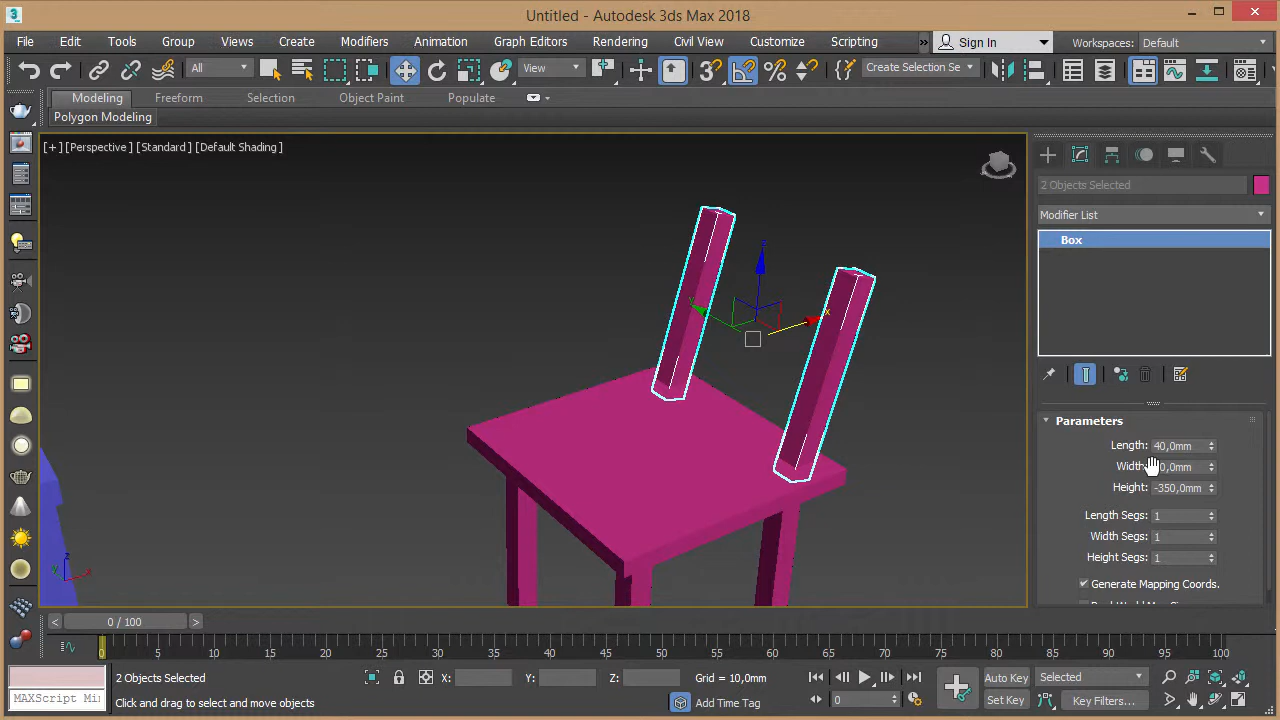 Untitled - Autodesk 3ds Max 2018
File Edit Tools Group Views Create Modifiers Animation Graph Editors Rendering Civil View Customize Scripting » Sign In Workspaces: Default
All View Create Selection Se
Modeling Freeform Selection Object Paint Populate
Polygon Modeling
[+] [Perspective] [Standard] [Default Shading]
2 Objects Selected
Modifier List
Box
z
y
x
Parameters
Length: 40,0mm
Width: 0,0mm
Height: -350,0mm
Length Segs: 1
Width Segs: 1
Height Segs: 1
Generate Mapping Coords.
z
y
x
< 0 / 100 >
0 5 10 15 20 25 30 35 40 45 50 55 60 65 70 75 80 85 90 95 100
2 Objects Selected X: Y: Z: Grid = 10,0mm Auto Key Selected
MAXScript Mi Click and drag to select and move objects Add Time Tag 0 Set Key Key Filters...